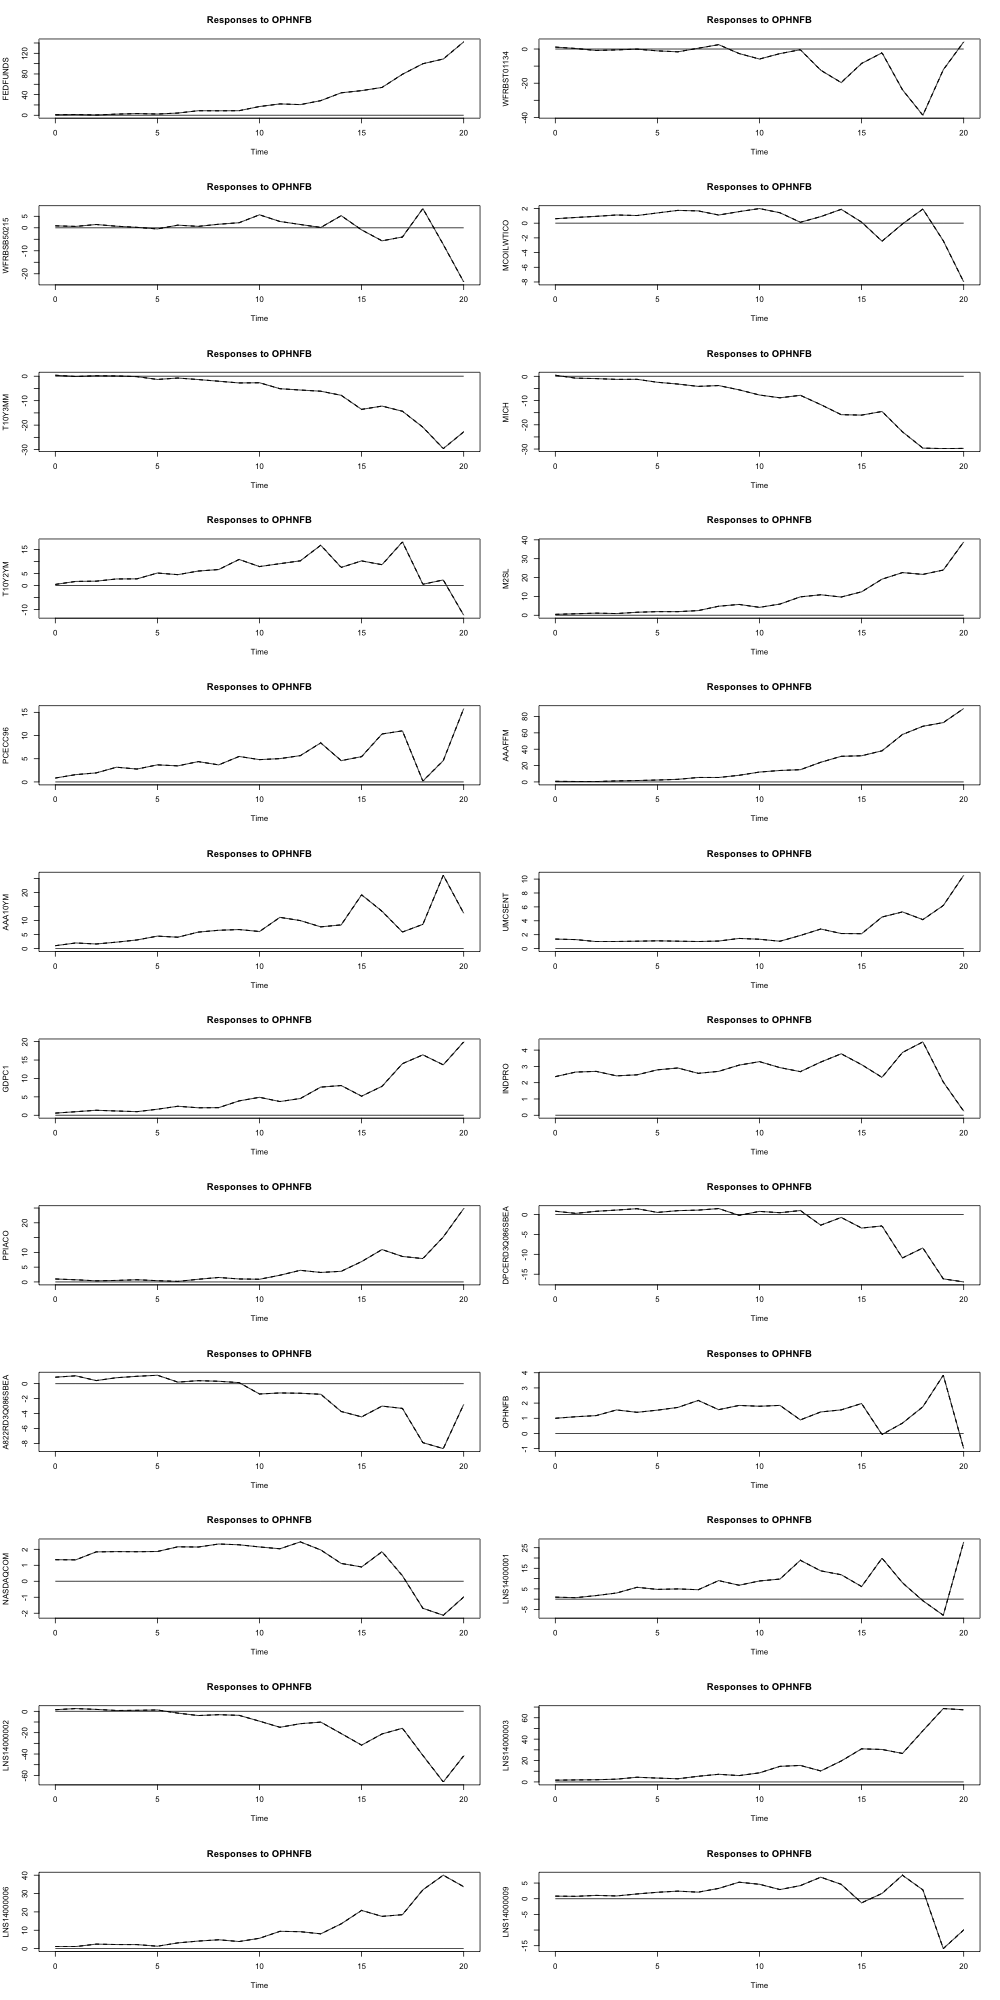 Responses to OPHNFB
FEDFUNDS
0 40 80 120
0 5 10 15 20
Time
Responses to OPHNFB
WFRBST01134
-40 -20 0
0 5 10 15 20
Time
Responses to OPHNFB
WFRBSB50215
-20 -10 0 5
0 5 10 15 20
Time
Responses to OPHNFB
MCOILWTICO
-8 -6 -4 -2 0 2
0 5 10 15 20
Time
Responses to OPHNFB
T10Y3MM
-30 -20 -10 0
0 5 10 15 20
Time
Responses to OPHNFB
MICH
-30 -20 -10 0
0 5 10 15 20
Time
Responses to OPHNFB
T10Y2YM
-10 0 5 15
0 5 10 15 20
Time
Responses to OPHNFB
M2SL
0 10 20 30 40
0 5 10 15 20
Time
Responses to OPHNFB
PCECC96
0 5 10 15
0 5 10 15 20
Time
Responses to OPHNFB
AAAFFM
0 20 40 60 80
0 5 10 15 20
Time
Responses to OPHNFB
AAA10YM
0 5 10 20
0 5 10 15 20
Time
Responses to OPHNFB
UMCSENT
0 2 4 6 8 10
0 5 10 15 20
Time
Responses to OPHNFB
GDPC1
0 5 10 15 20
0 5 10 15 20
Time
Responses to OPHNFB
INDPRO
0 1 2 3 4
0 5 10 15 20
Time
Responses to OPHNFB
PPIACO
0 5 10 20
0 5 10 15 20
Time
Responses to OPHNFB
DPCERD3Q086SBEA
-15 -10 -5 0
0 5 10 15 20
Time
Responses to OPHNFB
A822RD3Q086SBEA
-8 -6 -4 -2 0
0 5 10 15 20
Time
Responses to OPHNFB
OPHNFB
-1 0 1 2 3 4
0 5 10 15 20
Time
Responses to OPHNFB
NASDAQCOM
-2 -1 0 1 2
0 5 10 15 20
Time
Responses to OPHNFB
LNS14000001
-5 5 15 25
0 5 10 15 20
Time
Responses to OPHNFB
LNS14000002
-60 -40 -20 0
0 5 10 15 20
Time
Responses to OPHNFB
LNS14000003
0 20 40 60
0 5 10 15 20
Time
Responses to OPHNFB
LNS14000006
0 10 20 30 40
0 5 10 15 20
Time
Responses to OPHNFB
LNS14000009
-15 -5 0 5
0 5 10 15 20
Time